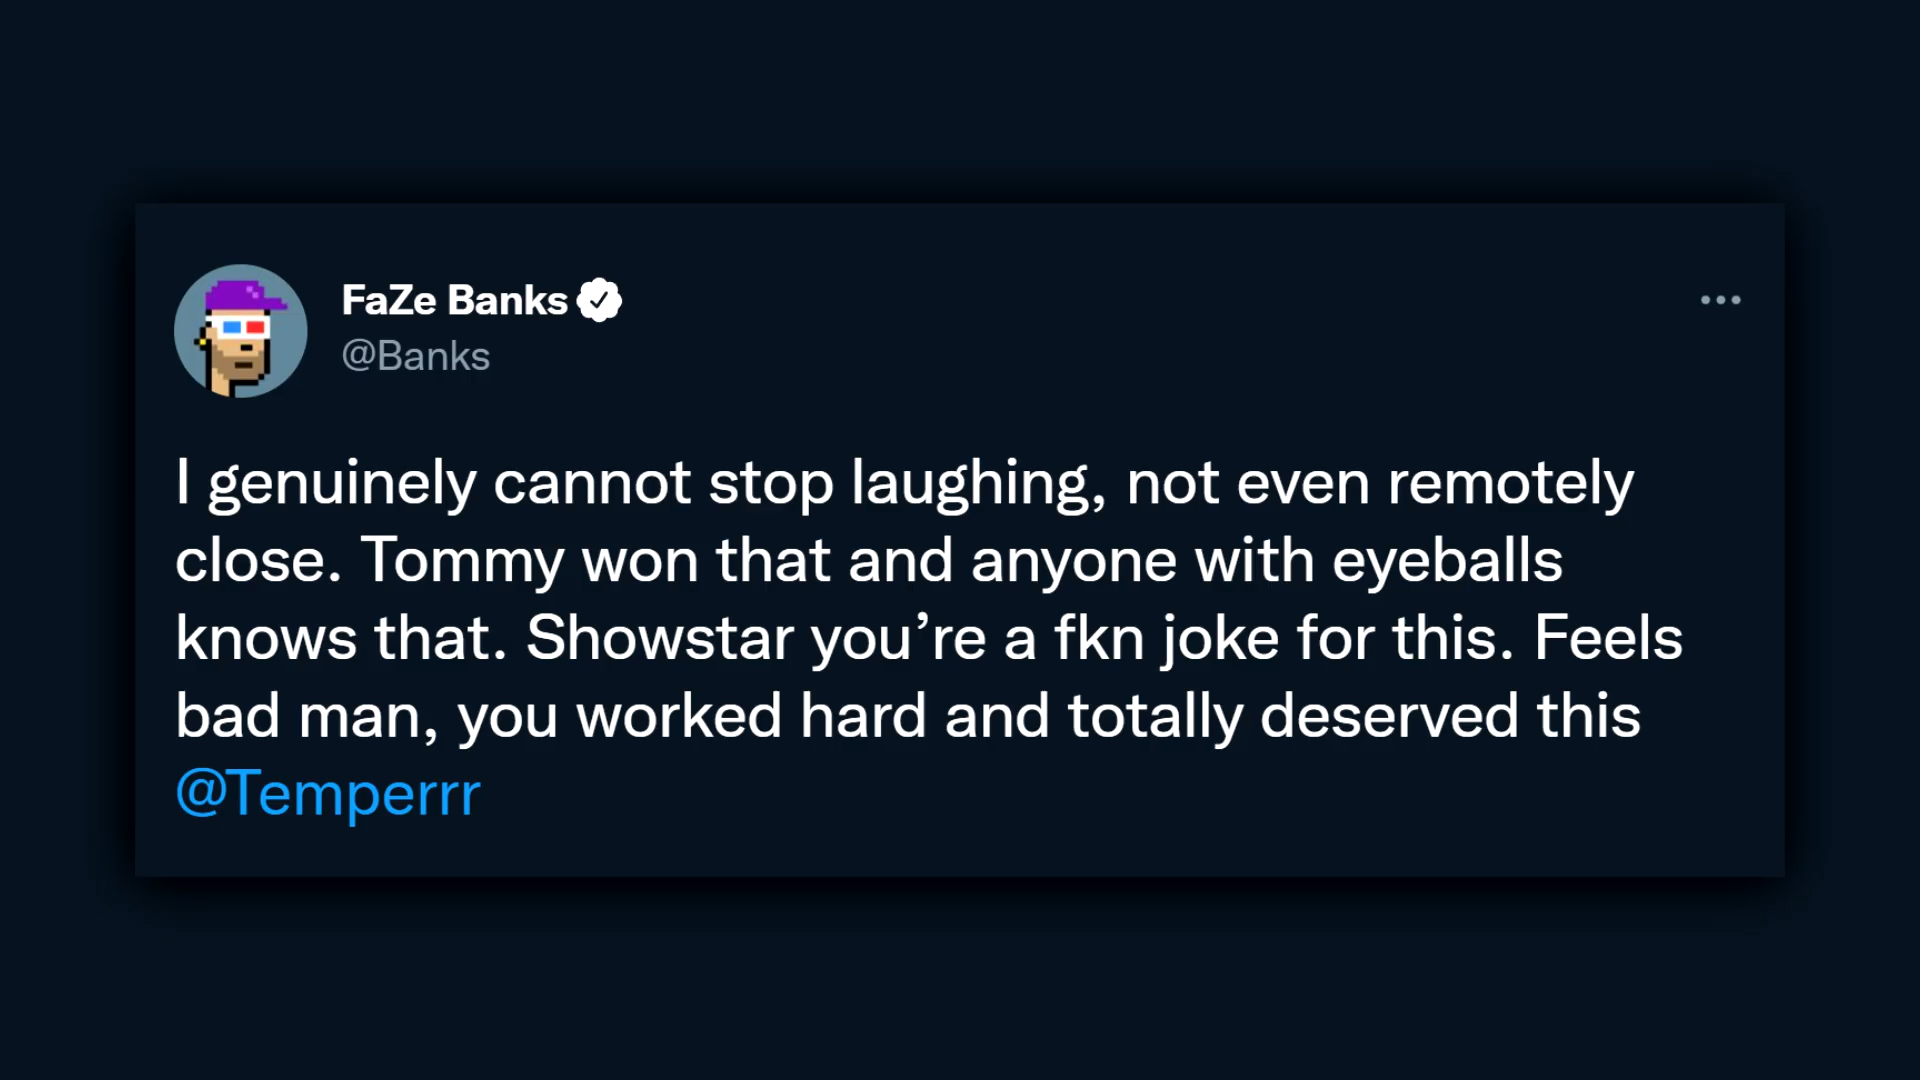 FaZe Banks
@Banks
I genuinely cannot stop laughing, not even remotely
close. Tommy won that and anyone with eyeballs
knows that. Showstar you’re a fkn joke for this. Feels
bad man, you worked hard and totally deserved this
@Temperrr